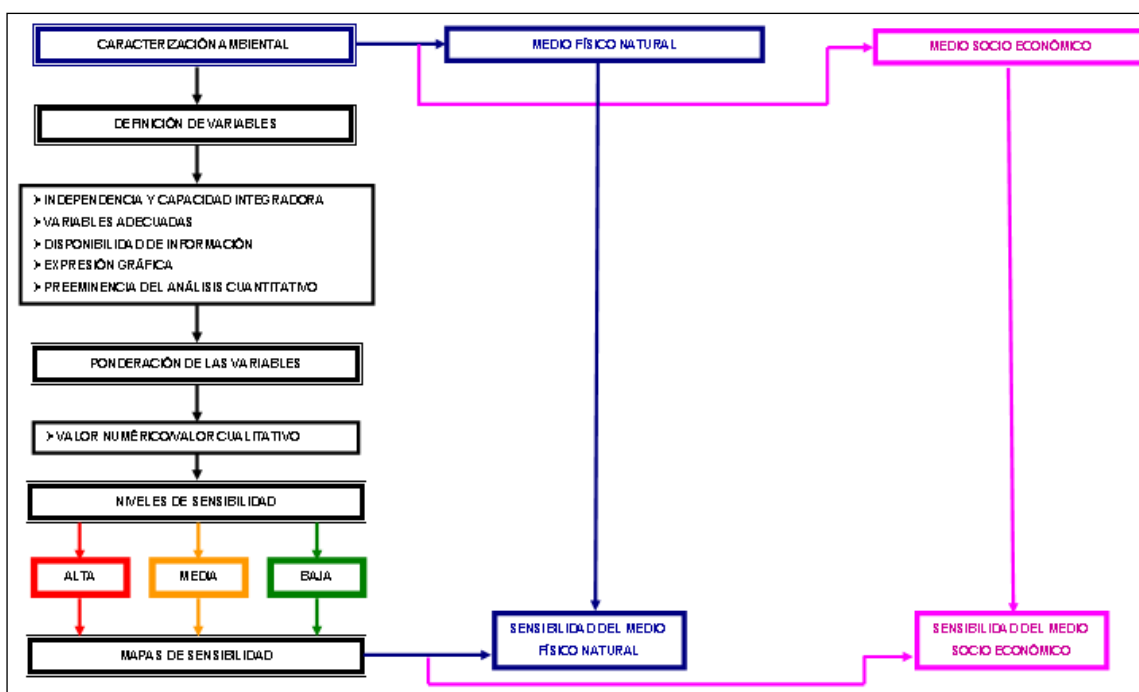 CARACTERIZACIÓN AMBIENTAL
MEDIO FÍSICO NATURAL
MEDIO SOCIO ECONÓMICO
DEFINICIÓN DE VARIABLES
➢ INDEPENDENCIA Y CAPACIDAD INTEGRADORA
➢ VARIABLES ADECUADAS
➢ DISPONIBILIDAD DE INFORMACIÓN
➢ EXPRESIÓN GRÁFICA
➢ PREEMINENCIA DEL ANÁLISIS CUANTITATIVO
PONDERACIÓN DE LAS VARIABLES
➢ VALOR NUMÉRICO/VALOR CUALITATIVO
NIVELES DE SENSIBILIDAD
ALTA
MEDIA
BAJA
MAPAS DE SENSIBILIDAD
SENSIBILIDAD DEL MEDIO
FÍSICO NATURAL
SENSIBILIDAD DEL MEDIO
SOCIO ECONÓMICO